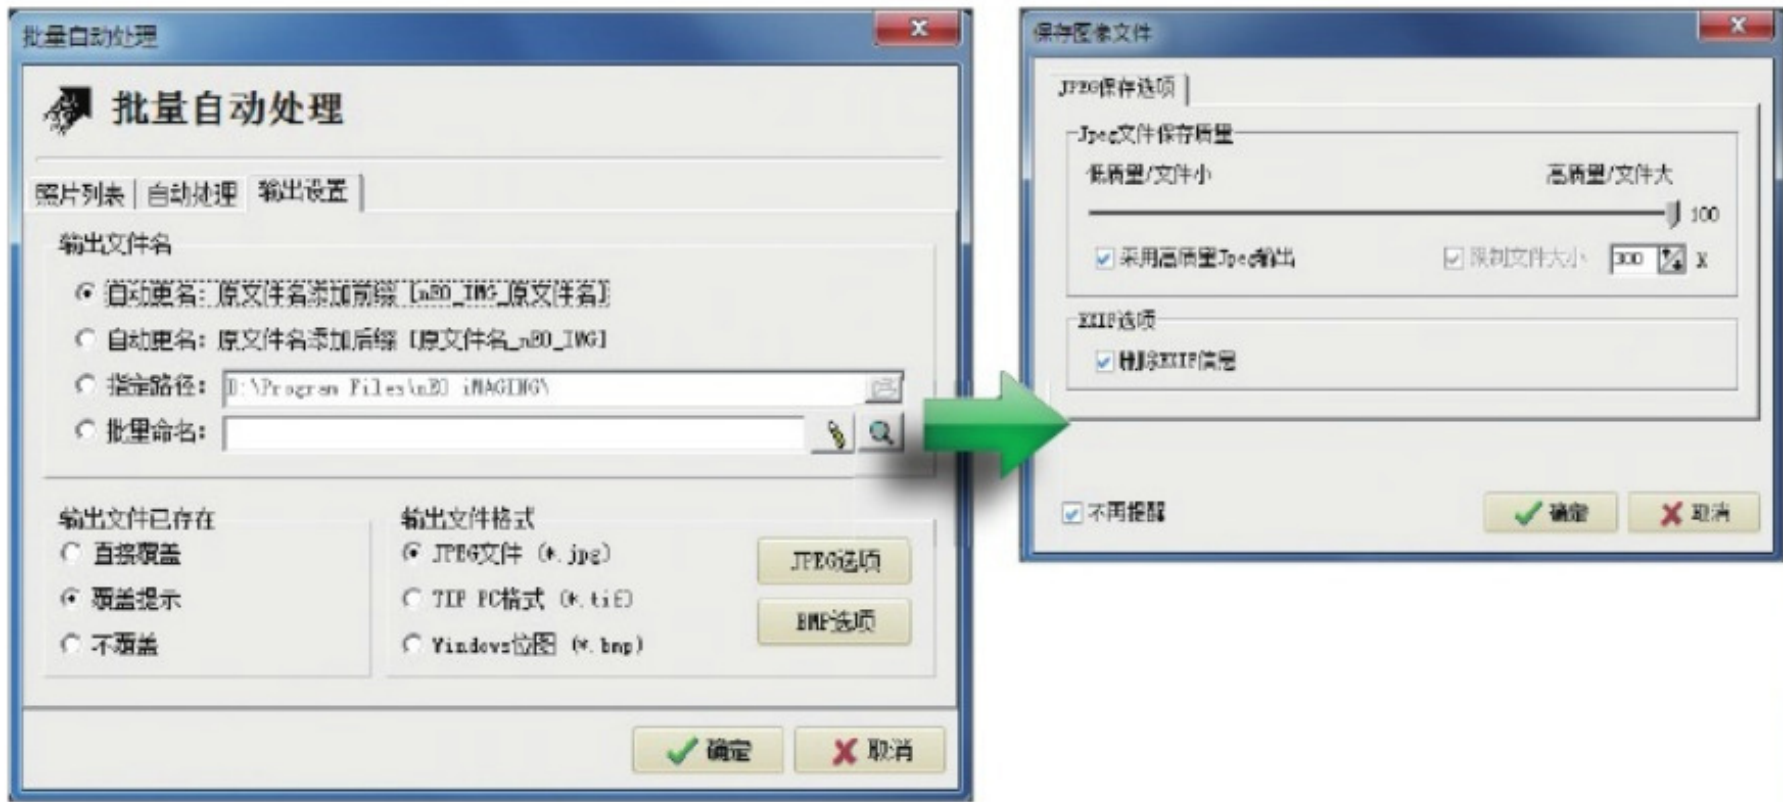 批量自动处理
批量自动处理
照片列表 自动处理 输出设置
输出文件名
自动更名：原文件名添加前缀 [nEO_IMG_原文件名]
自动更名：原文件名添加后缀 [原文件名_nEO_IMG]
指定路径： D:\Program Files\nEO iMAGING\
批量命名：
输出文件已存在
直接覆盖
覆盖提示
不覆盖
输出文件格式
JPEG文件 (*.jpg)
TIF PC格式 (*.tif)
Windows位图 (*.bmp)
JPEG选项
BMP选项
确定 取消
保存图像文件
JPEG保存选项
Jpeg文件保存质量
低质量/文件小 高质量/文件大
100
采用高质量Jpeg输出 限制文件大小 300 K
EXIF选项
删除EXIF信息
不再提醒 确定 取消